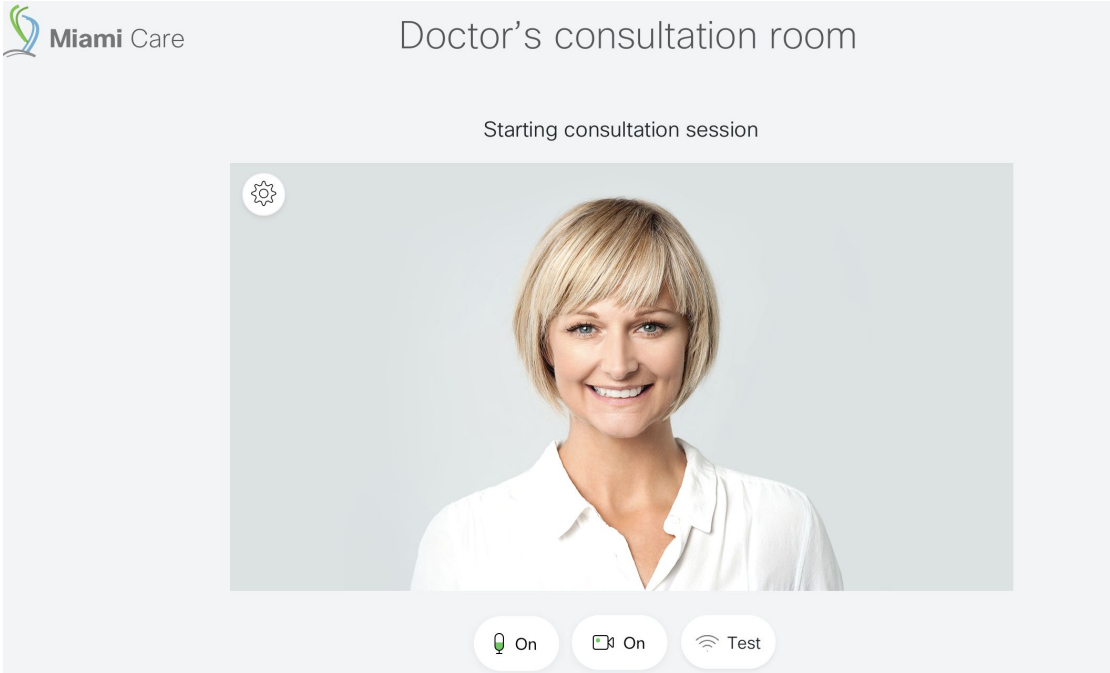 Miami Care
Doctor's consultation room
Starting consultation session
On
On
Test